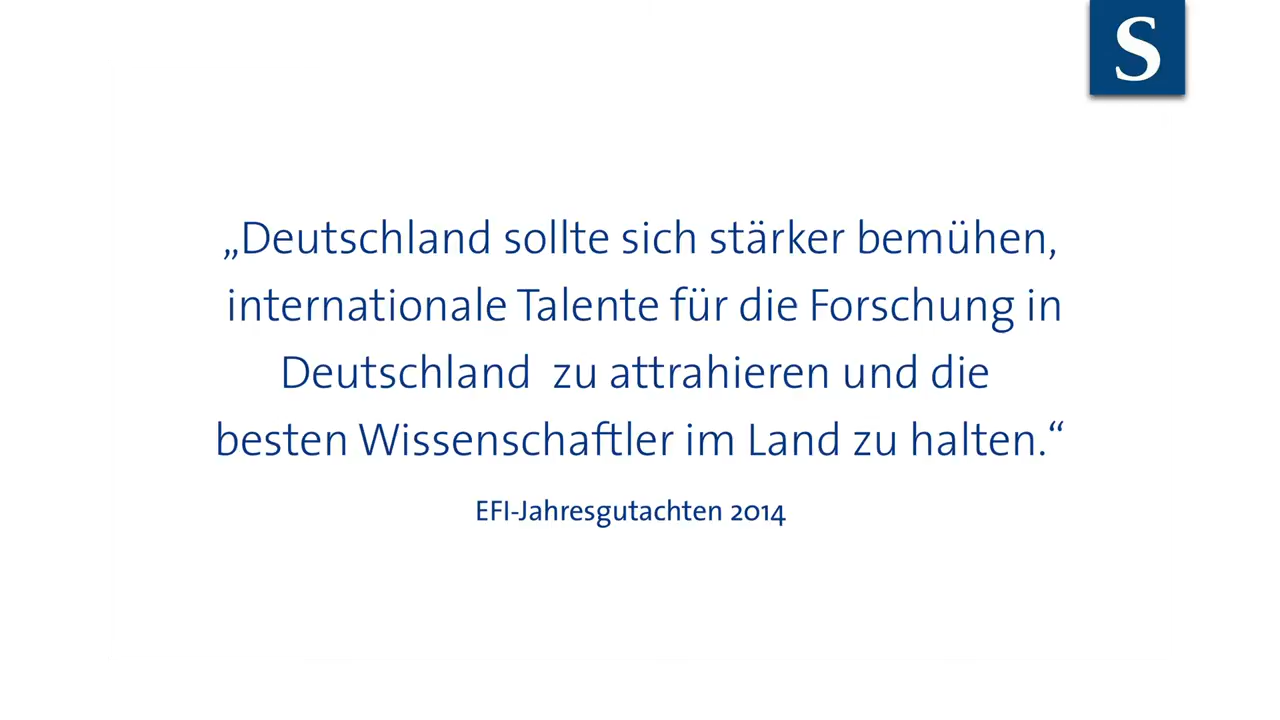 S
„Deutschland sollte sich stärker bemühen,
internationale Talente für die Forschung in
Deutschland zu attrahieren und die
besten Wissenschaftler im Land zu halten.“
EFI-Jahresgutachten 2014